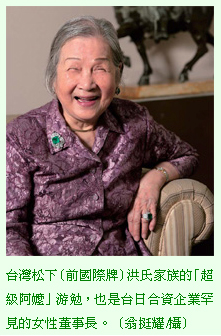 台灣松下〔前國際牌〕洪氏家族的「超
級阿嬤」游勉，也是台日合資企業罕
見的女性董事長。〔翁挺耀/攝〕